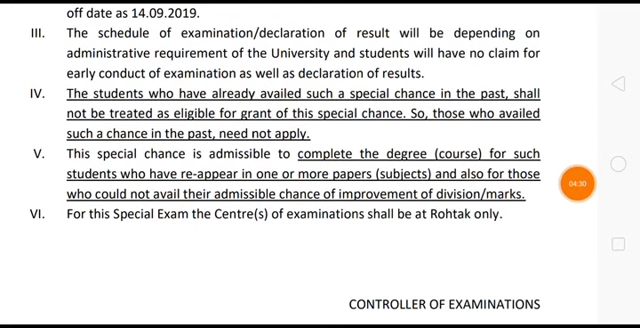 off date as 14.09.2019.
III. The schedule of examination/declaration of result will be depending on
administrative requirement of the University and students will have no claim for
early conduct of examination as well as declaration of results.
IV. The students who have already availed such a special chance in the past, shall
not be treated as eligible for grant of this special chance. So, those who availed
such a chance in the past, need not apply.
V. This special chance is admissible to complete the degree (course) for such
students who have re-appear in one or more papers (subjects) and also for those
who could not avail their admissible chance of improvement of division/marks.
04:30
VI. For this Special Exam the Centre(s) of examinations shall be at Rohtak only.
CONTROLLER OF EXAMINATIONS